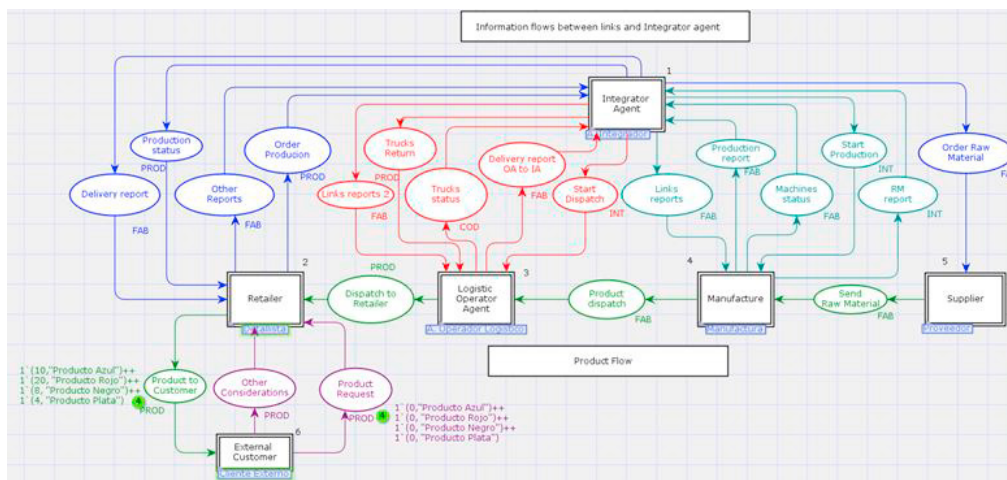 Information flows between links and Integrator agent
1
Integrator
Agent
A. Integrador
Production
status
PROD
Order
Producion
PROD
Delivery report
FAB
Other
Reports
FAB
Trucks
Return
PROD
Links reports 2
FAB
Trucks
status
COD
Delivery report
OA to IA
FAB
Start
Dispatch
INT
Links
reports
FAB
Production
report
FAB
Machines
status
FAB
Start
Production
INT
RM
report
INT
Order Raw
Material
2
Retailer
Detallista
PROD
Dispatch to
Retailer
3
Logistic
Operator
Agent
A. Operador Logistico
Product
dispatch
FAB
4
Manufacture
Manufactura
Send
Raw Material
FAB
5
Supplier
Proveedor
Product Flow
1`(10,"Producto Azul")++
1`(20, "Producto Rojo")++
1`(8, "Producto Negro")++
1`(4, "Producto Plata")
4
Product to
Customer
PROD
Other
Considerations
PROD
Product
Request
PROD
4
1`(0,"Producto Azul")++
1`(0, "Producto Rojo")++
1`(0, "Producto Negro")++
1`(0, "Producto Plata")
6
External
Customer
Cliente Externo